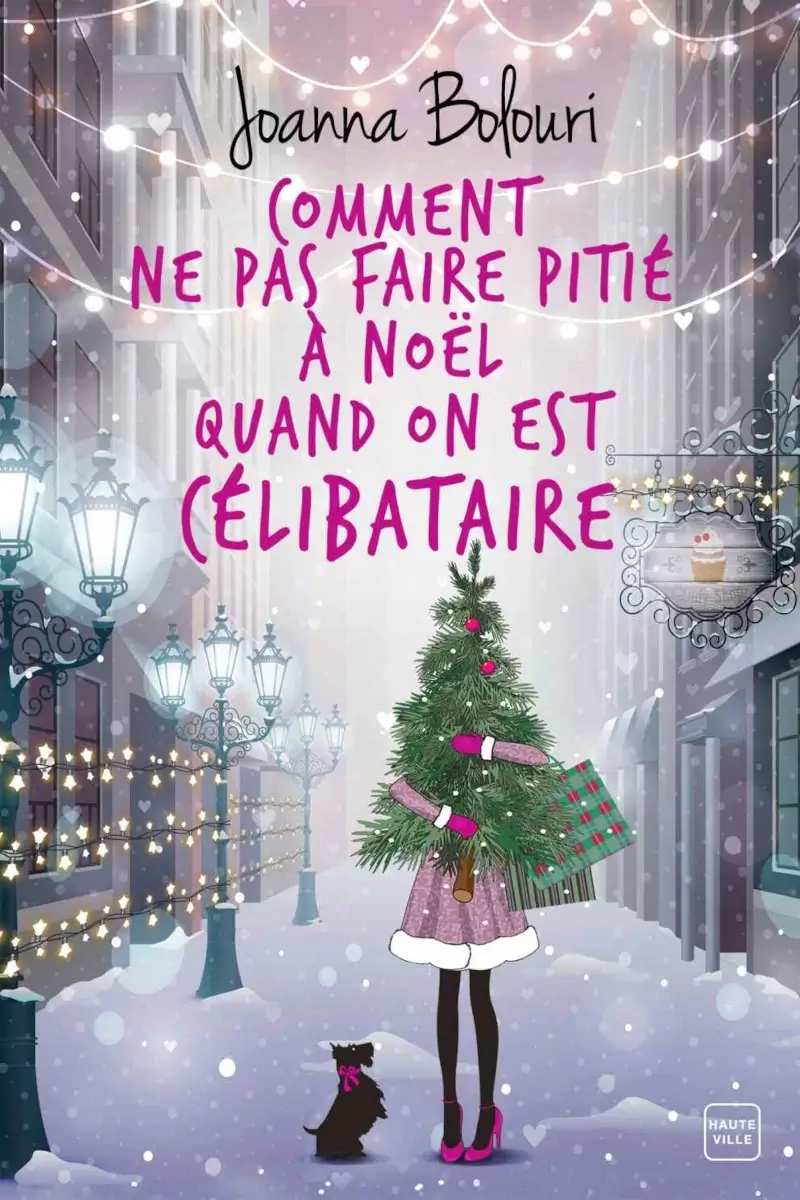 Joanna Bolouri
COMMENT
NE PAS FAIRE PITIÉ
À NOËL
QUAND ON EST
CÉLIBATAIRE
HAUTE
VILLE